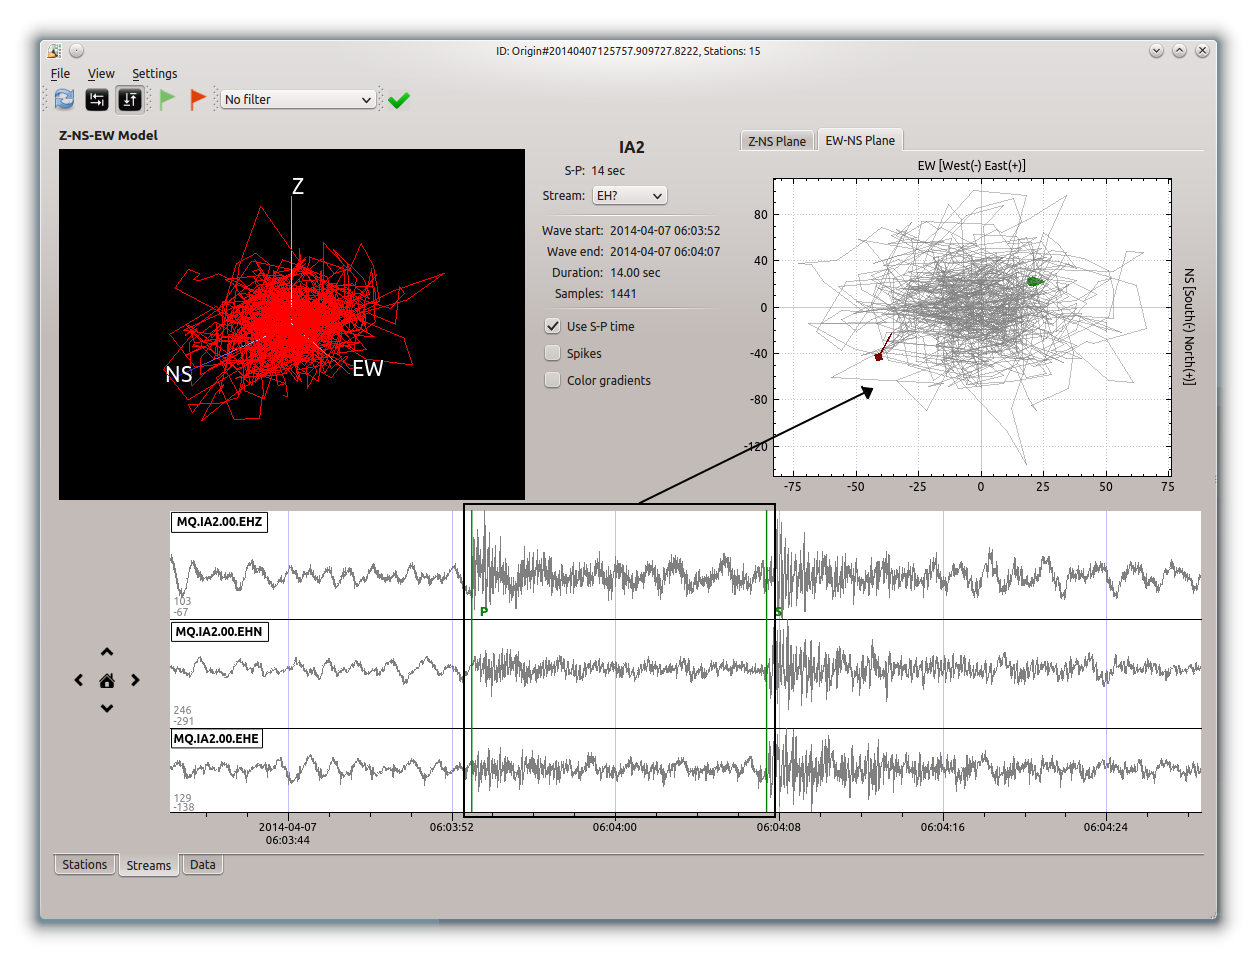 ID: Origin#20140407125757.909727.8222, Stations: 15
File View Settings
No filter
Z-NS-EW Model
Z
NS
EW
IA2
S-P: 14 sec
Stream: EH?
Wave start: 2014-04-07 06:03:52
Wave end: 2014-04-07 06:04:07
Duration: 14.00 sec
Samples: 1441
Use S-P time
Spikes
Color gradients
Z-NS Plane EW-NS Plane
EW [West(-) East(+)]
80
40
0
-40
-80
-120
-75 -50 -25 0 25 50 75
NS [South(-) North(+)]
MQ.IA2.00.EHZ
103
-67
P
S
MQ.IA2.00.EHN
246
-291
MQ.IA2.00.EHE
129
-138
2014-04-07 06:03:52 06:04:00 06:04:08 06:04:16 06:04:24
06:03:44
Stations Streams Data